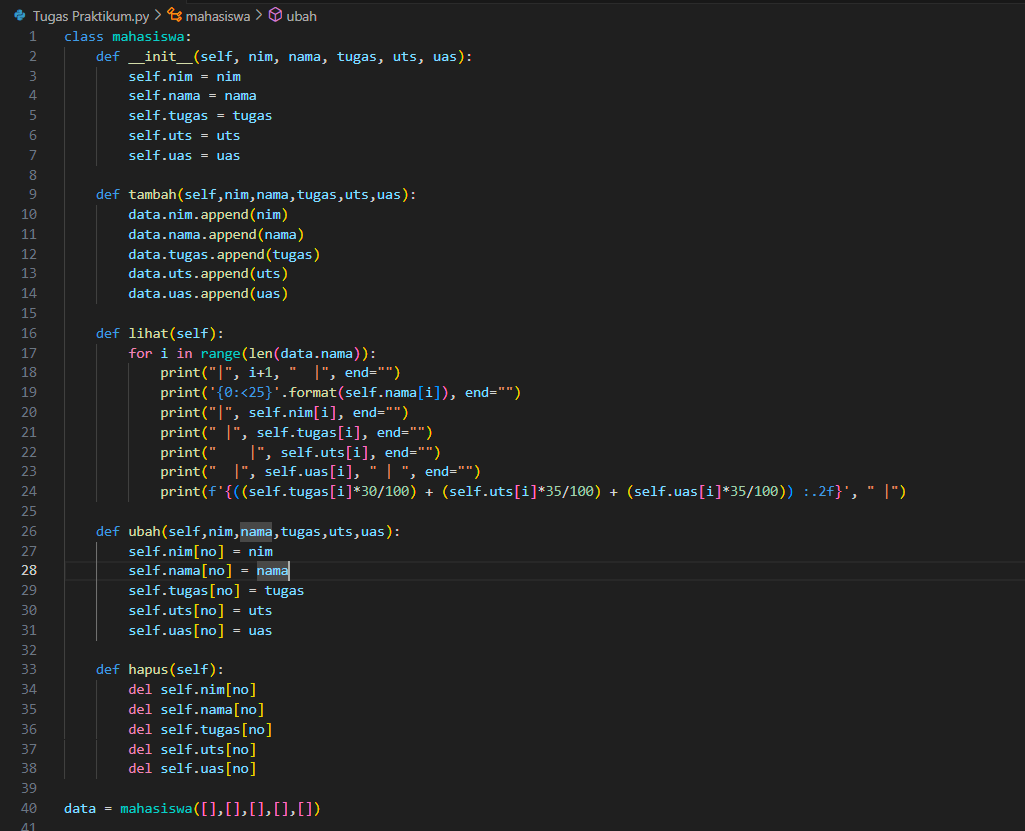 Tugas Praktikum.py > mahasiswa > ubah
1 class mahasiswa:
2     def __init__(self, nim, nama, tugas, uts, uas):
3         self.nim = nim
4         self.nama = nama
5         self.tugas = tugas
6         self.uts = uts
7         self.uas = uas
8
9     def tambah(self,nim,nama,tugas,uts,uas):
10         data.nim.append(nim)
11         data.nama.append(nama)
12         data.tugas.append(tugas)
13         data.uts.append(uts)
14         data.uas.append(uas)
15
16     def lihat(self):
17         for i in range(len(data.nama)):
18             print("|", i+1, "  |", end="")
19             print('{0:<25}'.format(self.nama[i]), end="")
20             print("|", self.nim[i], end="")
21             print(" |", self.tugas[i], end="")
22             print("    |", self.uts[i], end="")
23             print("  |", self.uas[i], " | ", end="")
24             print(f'{((self.tugas[i]*30/100) + (self.uts[i]*35/100) + (self.uas[i]*35/100)) :.2f}', " |")
25
26     def ubah(self,nim,nama,tugas,uts,uas):
27         self.nim[no] = nim
28         self.nama[no] = nama
29         self.tugas[no] = tugas
30         self.uts[no] = uts
31         self.uas[no] = uas
32
33     def hapus(self):
34         del self.nim[no]
35         del self.nama[no]
36         del self.tugas[no]
37         del self.uts[no]
38         del self.uas[no]
39
40 data = mahasiswa([],[],[],[],[])
41